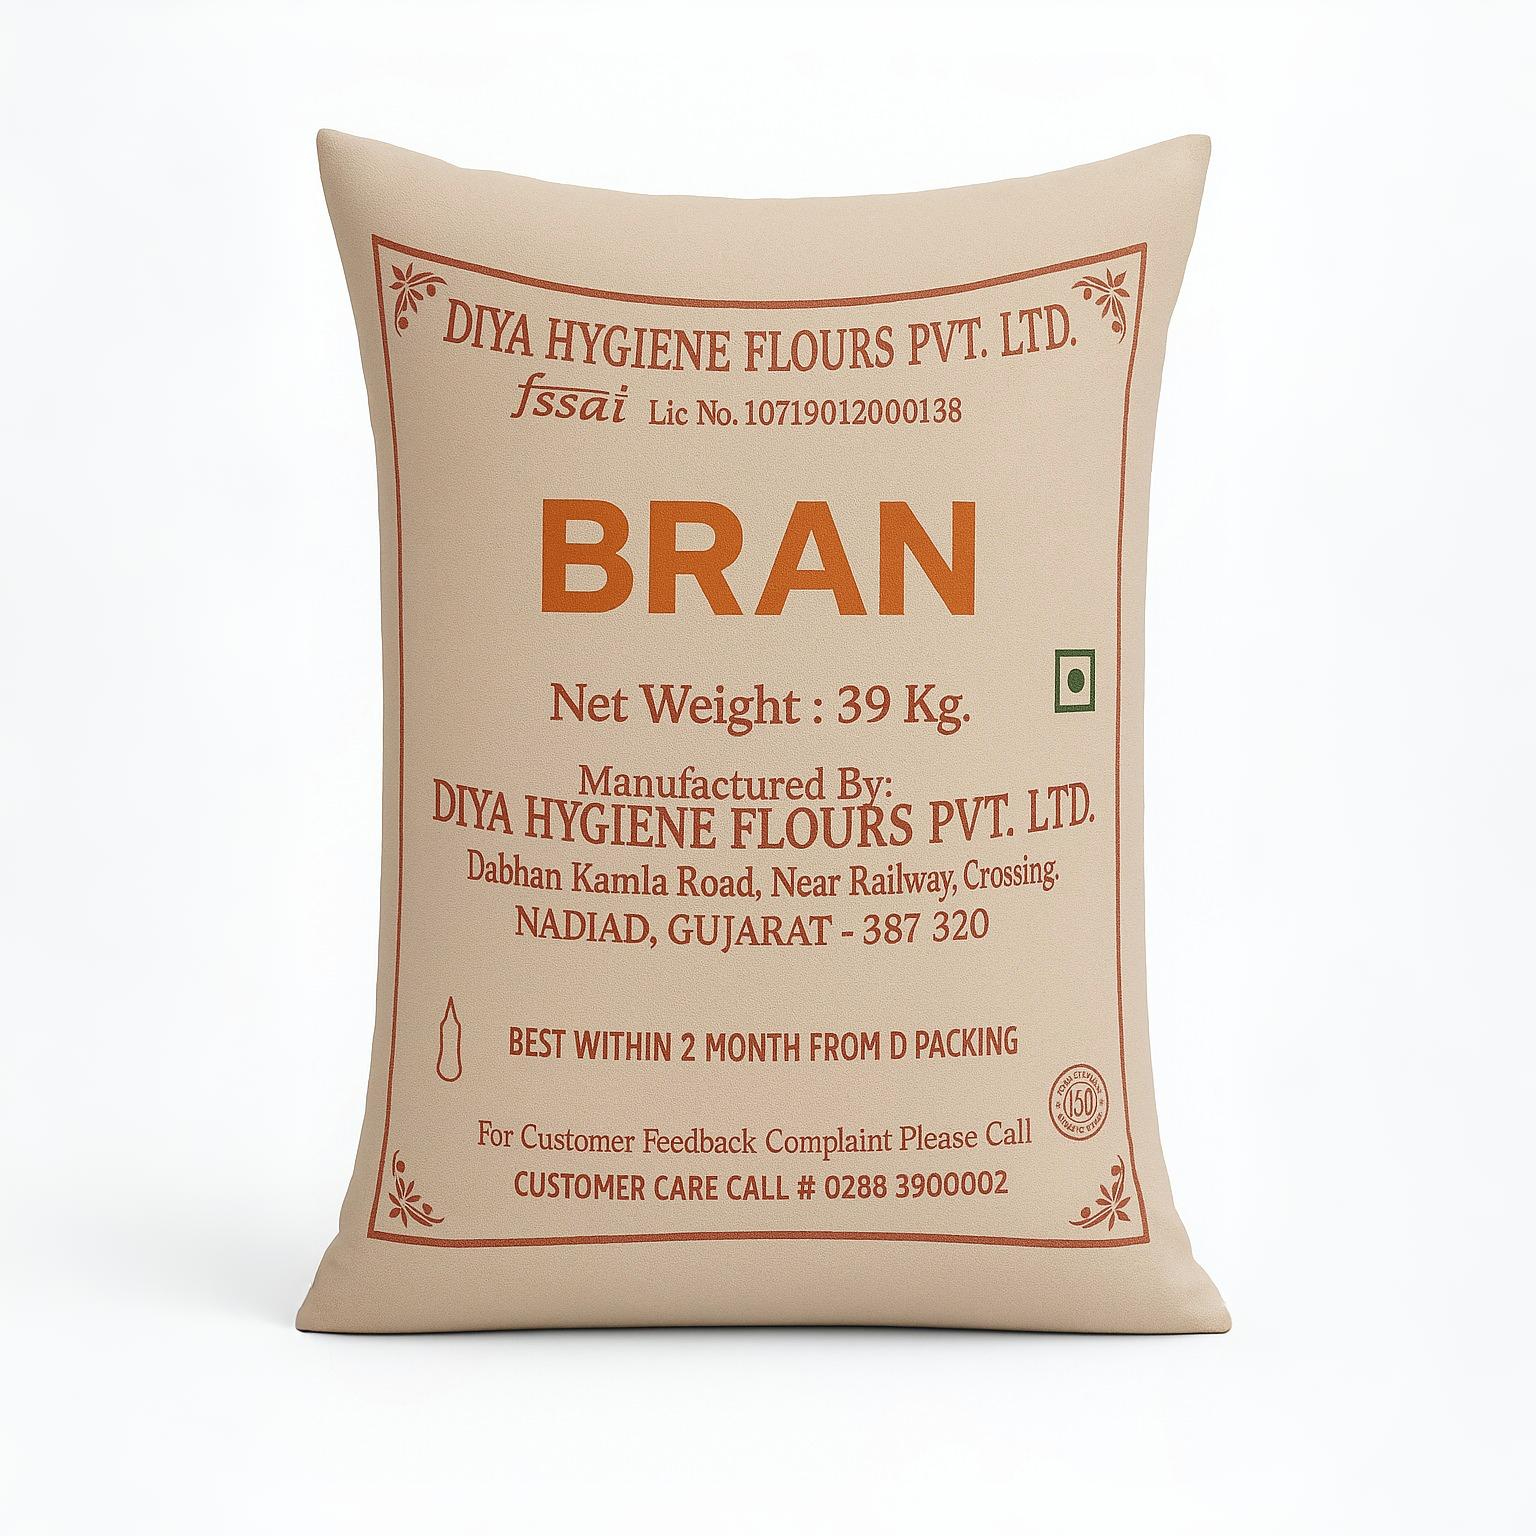 DIYA HYGIENE FLOURS PVT. LTD.
fssai Lic No. 10719012000138
BRAN
Net Weight : 39 Kg.
Manufactured By:
DIYA HYGIENE FLOURS PVT. LTD.
Dabhan Kamla Road, Near Railway, Crossing.
NADIAD, GUJARAT - 387 320
BEST WITHIN 2 MONTH FROM D PACKING
150
For Customer Feedback Complaint Please Call
CUSTOMER CARE CALL # 0288 3900002